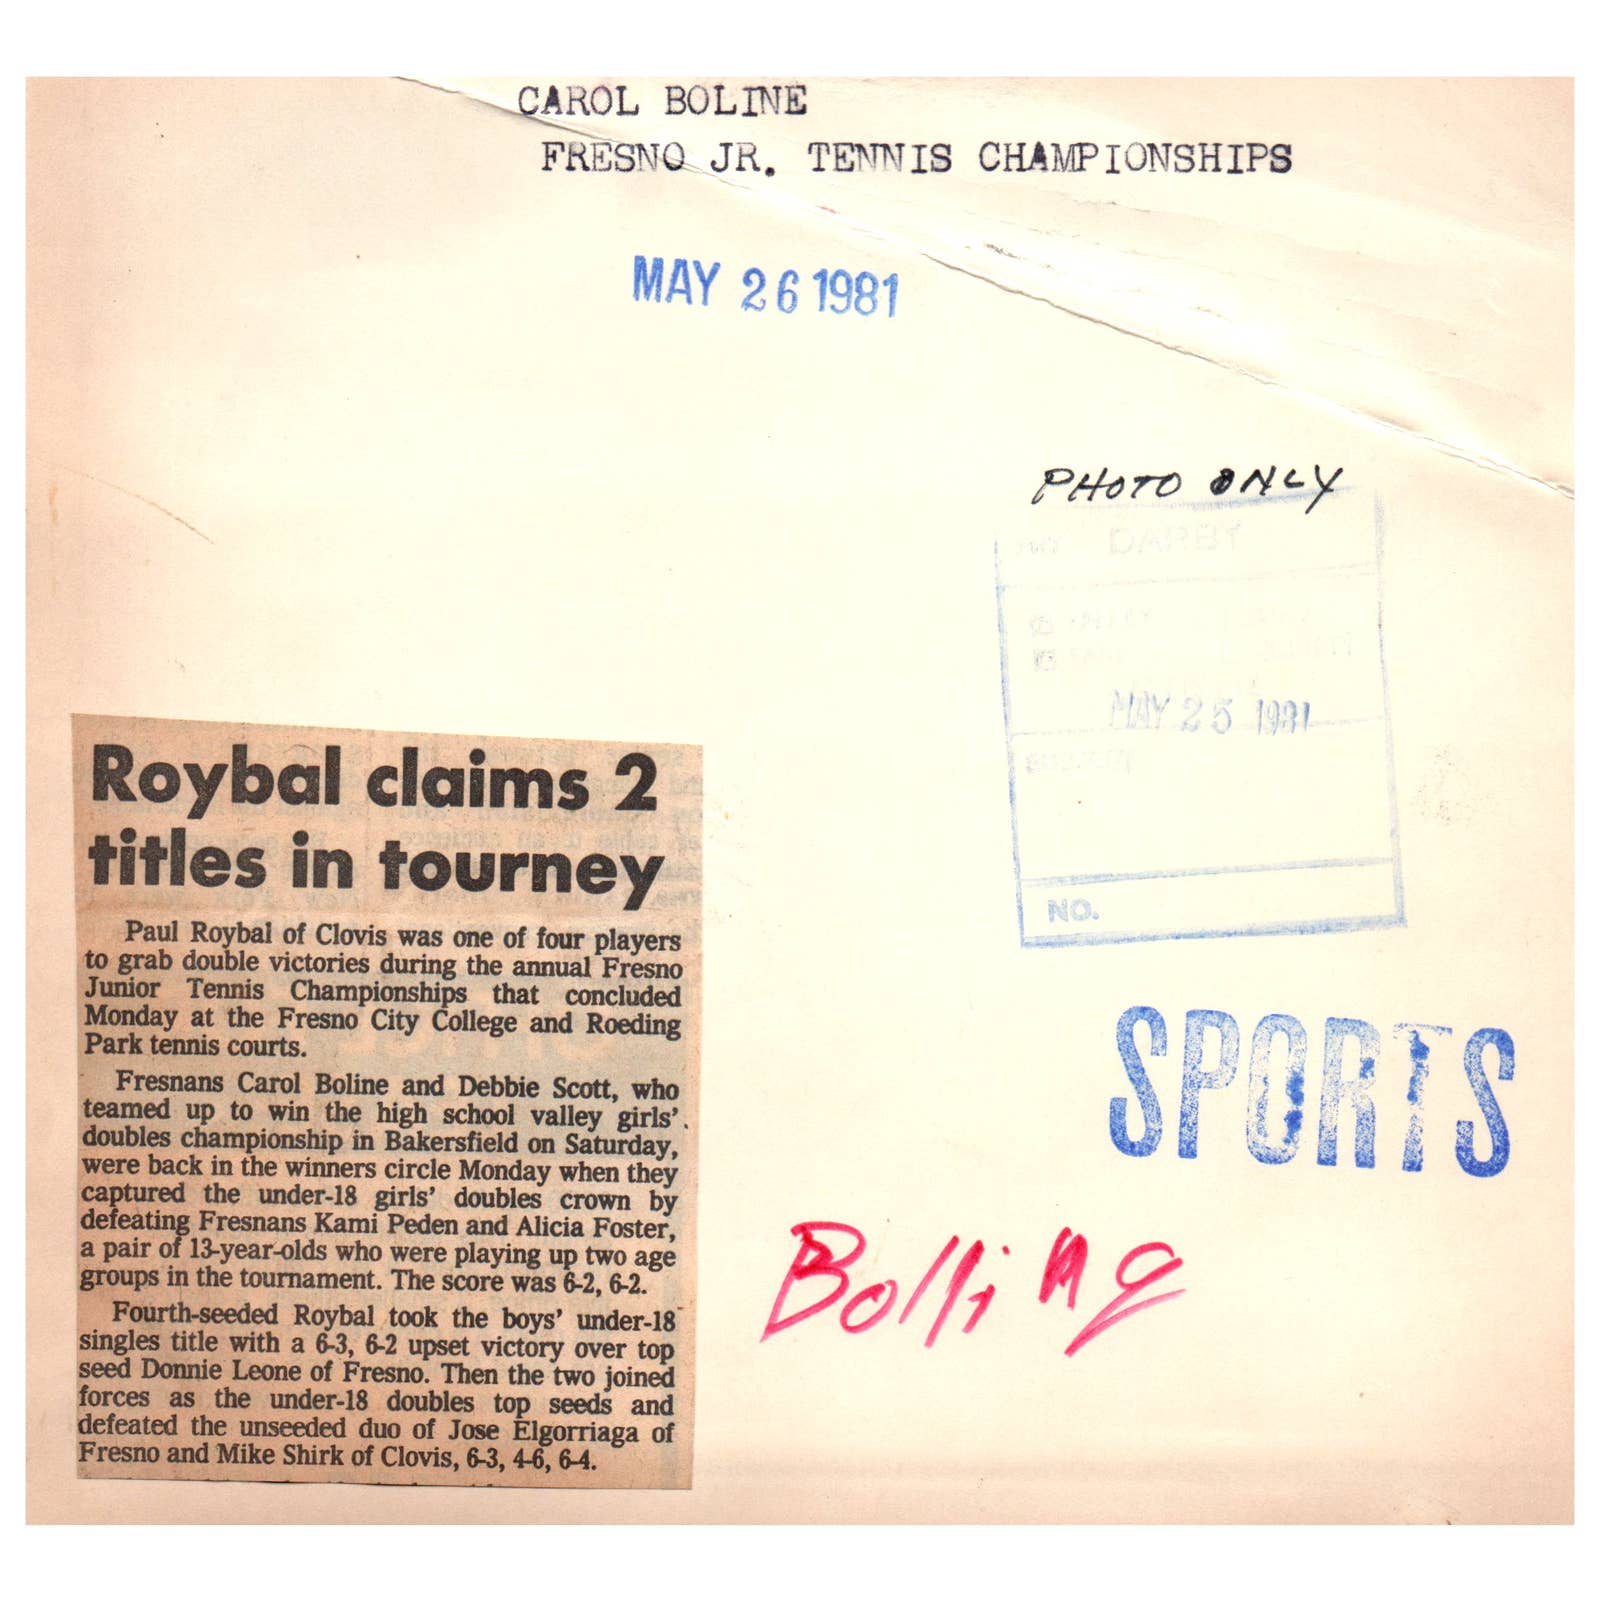 CAROL BOLINE
FRESNO JR. TENNIS CHAMPIONSHIPS
MAY 26 1981
PHOTO ONLY
DARBY
MAY 25 1981
NO.
SPORTS
Bolling
Roybal claims 2
titles in tourney
Paul Roybal of Clovis was one of four players
to grab double victories during the annual Fresno
Junior Tennis Championships that concluded
Monday at the Fresno City College and Roeding
Park tennis courts.
Fresnans Carol Boline and Debbie Scott, who
teamed up to win the high school valley girls'
doubles championship in Bakersfield on Saturday,
were back in the winners circle Monday when they
captured the under-18 girls' doubles crown by
defeating Fresnans Kami Peden and Alicia Foster,
a pair of 13-year-olds who were playing up two age
groups in the tournament. The score was 6-2, 6-2.
Fourth-seeded Roybal took the boys' under-18
singles title with a 6-3, 6-2 upset victory over top
seed Donnie Leone of Fresno. Then the two joined
forces as the under-18 doubles top seeds and
defeated the unseeded duo of Jose Elgorriaga of
Fresno and Mike Shirk of Clovis, 6-3, 4-6, 6-4.